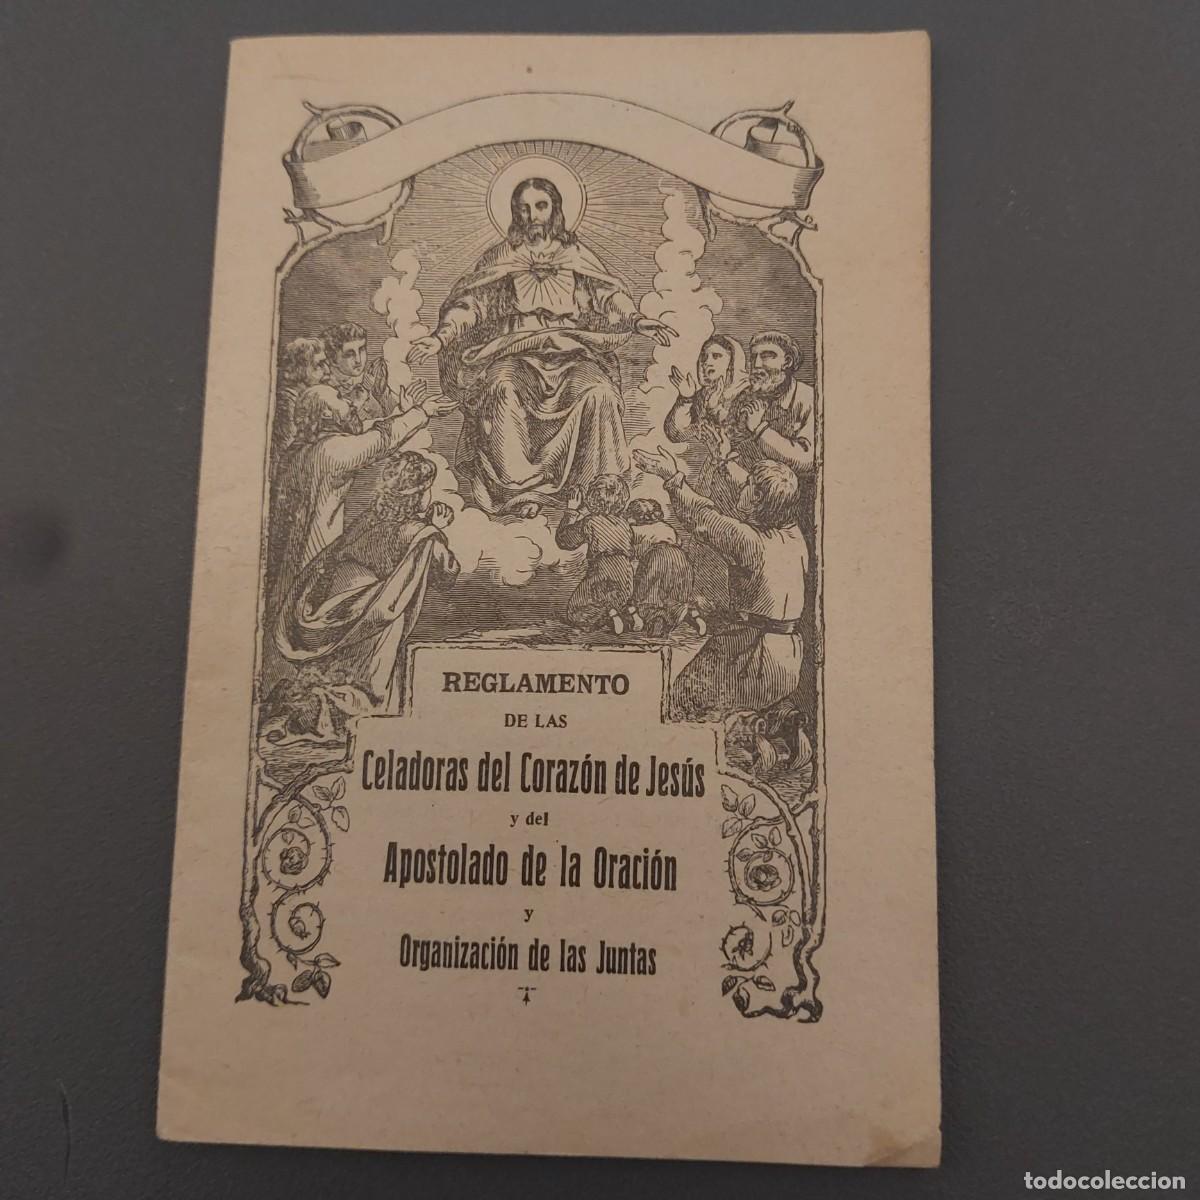 REGLAMENTO
DE LAS
Celadoras del Corazón de Jesús
y del
Apostolado de la Oración
y
Organización de las Juntas
todocoleccion